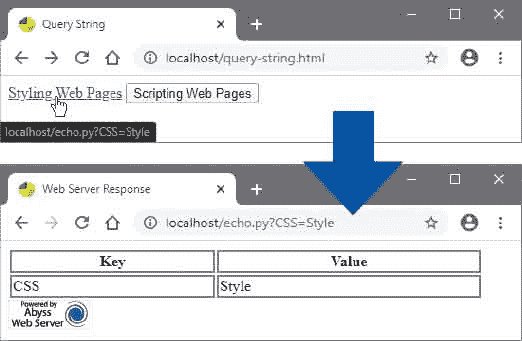 Query String
localhost/query-string.html
Styling Web Pages Scripting Web Pages
localhost/echo.py?CSS=Style
Web Server Response
localhost/echo.py?CSS=Style
Key Value
CSS Style
Powered by
Abyss
Web Server